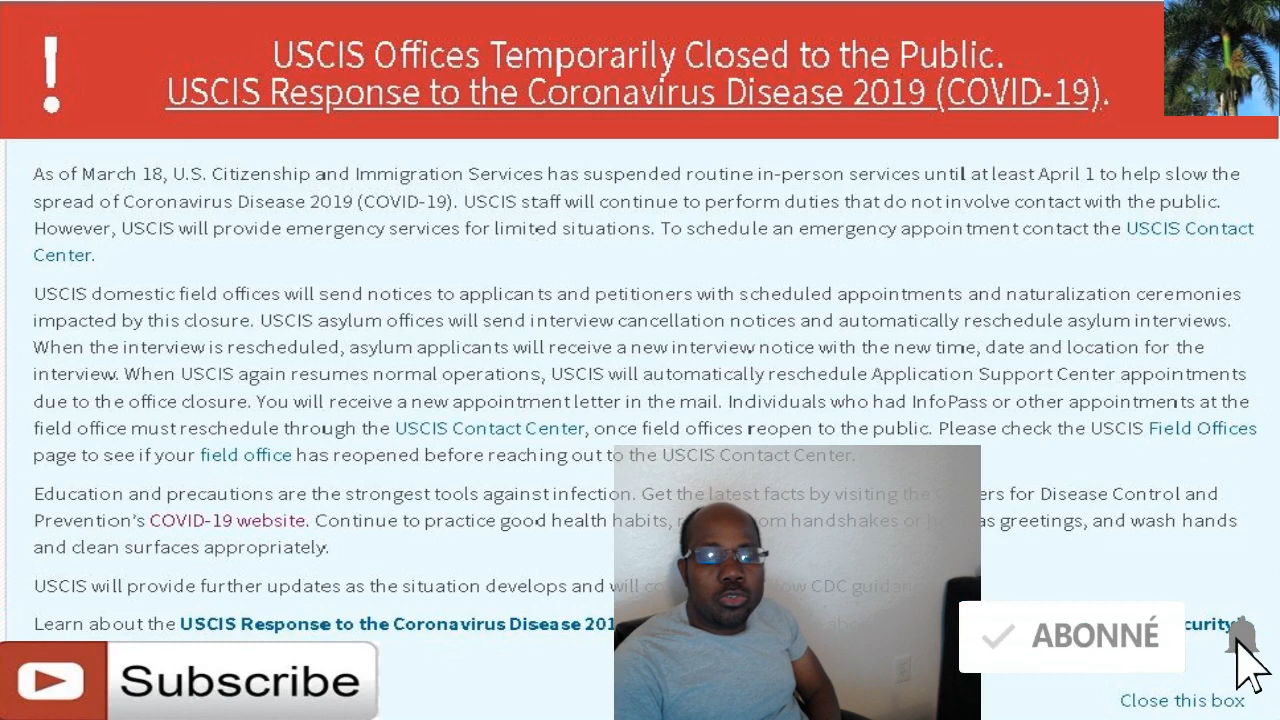 !
USCIS Offices Temporarily Closed to the Public.
USCIS Response to the Coronavirus Disease 2019 (COVID-19).
As of March 18, U.S. Citizenship and Immigration Services has suspended routine in-person services until at least April 1 to help slow the
spread of Coronavirus Disease 2019 (COVID-19). USCIS staff will continue to perform duties that do not involve contact with the public.
However, USCIS will provide emergency services for limited situations. To schedule an emergency appointment contact the USCIS Contact
Center.
USCIS domestic field offices will send notices to applicants and petitioners with scheduled appointments and naturalization ceremonies
impacted by this closure. USCIS asylum offices will send interview cancellation notices and automatically reschedule asylum interviews.
When the interview is rescheduled, asylum applicants will receive a new interview notice with the new time, date and location for the
interview. When USCIS again resumes normal operations, USCIS will automatically reschedule Application Support Center appointments
due to the office closure. You will receive a new appointment letter in the mail. Individuals who had InfoPass or other appointments at the
field office must reschedule through the USCIS Contact Center, once field offices reopen to the public. Please check the USCIS Field Offices
page to see if your field office has reopened before reaching out to the USCIS Contact Center.
Education and precautions are the strongest tools against infection. Get the latest facts by visiting the for Disease Control and
Prevention's COVID-19 website. Continue to practice good health habits, handshakes or as greetings, and wash hands
and clean surfaces appropriately.
USCIS will provide further updates as the situation develops and will CDC
Learn about the USCIS Response to the Coronavirus Disease
ABONNÉ
Subscribe
Close this box